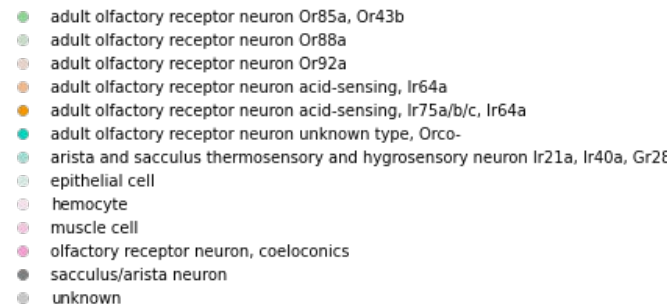 adult olfactory receptor neuron Or85a, Or43b
adult olfactory receptor neuron Or88a
adult olfactory receptor neuron Or92a
adult olfactory receptor neuron acid-sensing, Ir64a
adult olfactory receptor neuron acid-sensing, Ir75a/b/c, Ir64a
adult olfactory receptor neuron unknown type, Orco-
arista and sacculus thermosensory and hygrosensory neuron Ir21a, Ir40a, Gr28
epithelial cell
hemocyte
muscle cell
olfactory receptor neuron, coeloconics
sacculus/arista neuron
unknown